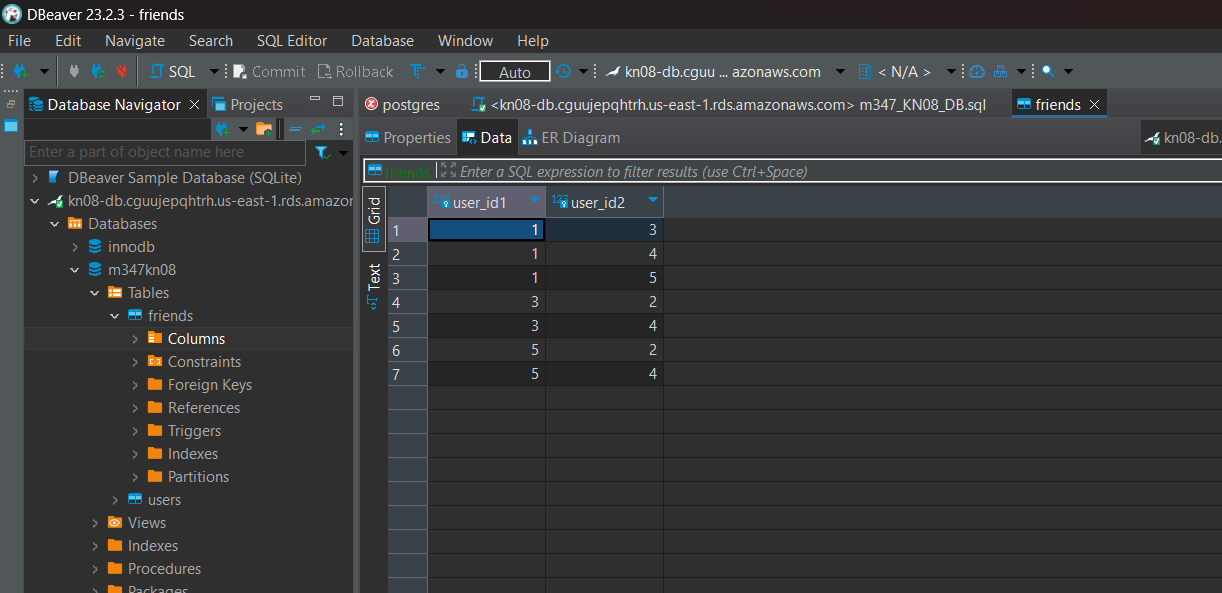 DBeaver 23.2.3 - friends
File Edit Navigate Search SQL Editor Database Window Help
SQL Commit Rollback Auto kn08-db.cguu ... azonaws.com < N/A >
Database Navigator Projects
Enter a part of object name here
DBeaver Sample Database (SQLite)
kn08-db.cguujepqhtrh.us-east-1.rds.amazor
Databases
innodb
m347kn08
Tables
friends
Columns
Constraints
Foreign Keys
References
Triggers
Indexes
Partitions
users
Views
Indexes
Procedures
Packages
postgres <kn08-db.cguujepqhtrh.us-east-1.rds.amazonaws.com> m347_KN08_DB.sql friends
Properties Data ER Diagram kn08-db.
friends Enter a SQL expression to filter results (use Ctrl+Space)
Grid
Text
123 user_id1 123 user_id2
1 1 3
2 1 4
3 1 5
4 3 2
5 3 4
6 5 2
7 5 4